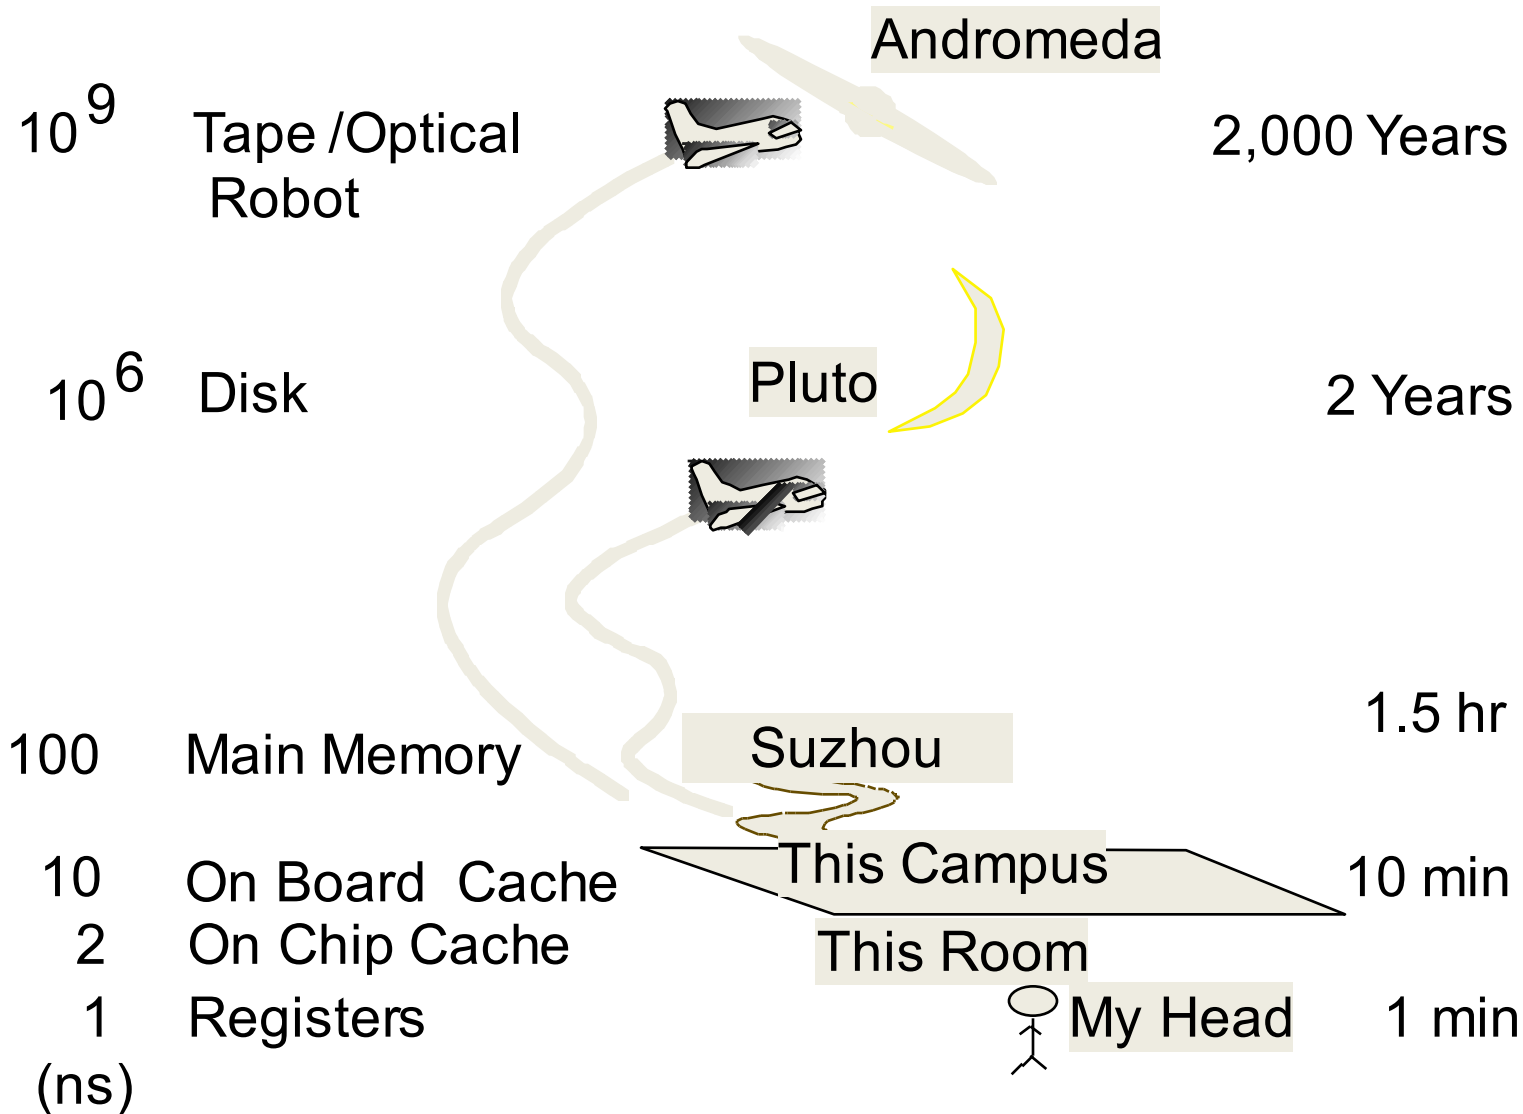 Andromeda
10^9 Tape /Optical Robot 2,000 Years
10^6 Disk Pluto 2 Years
1.5 hr
100 Main Memory Suzhou
10 On Board Cache This Campus 10 min
2 On Chip Cache This Room
1 Registers My Head 1 min
(ns)